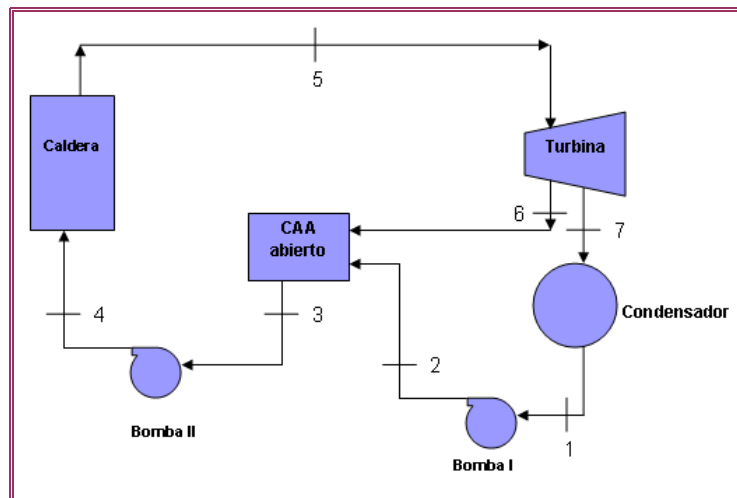 5
Caldera
Turbina
6
7
CAA
abierto
Condensador
4
3
2
1
Bomba II
Bomba I